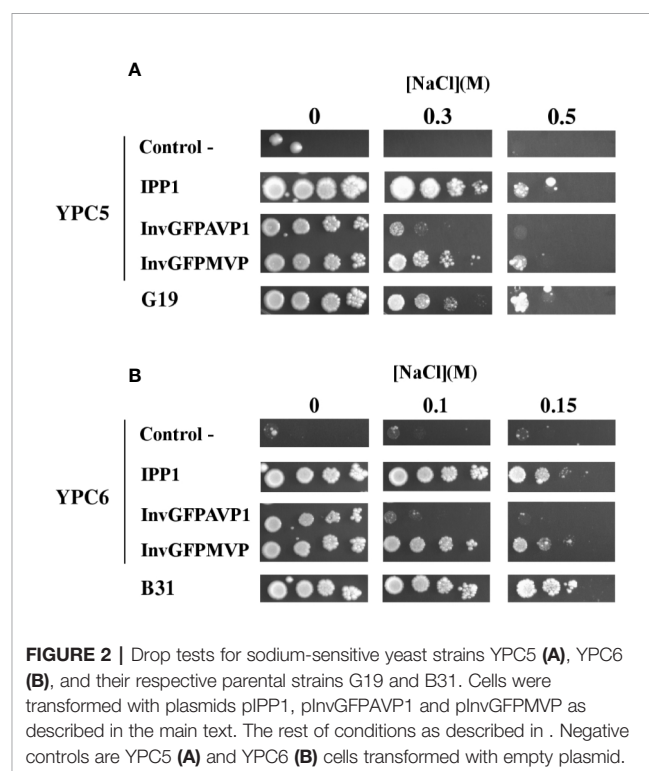 A
[NaCl](M)
0 0.3 0.5
Control -
IPP1
YPC5
InvGFPAVP1
InvGFPMVP
G19
B
[NaCl](M)
0 0.1 0.15
Control -
IPP1
YPC6
InvGFPAVP1
InvGFPMVP
B31
FIGURE 2 | Drop tests for sodium-sensitive yeast strains YPC5 (A), YPC6
(B), and their respective parental strains G19 and B31. Cells were
transformed with plasmids pIPP1, pInvGFPAVP1 and pInvGFPMVP as
described in the main text. The rest of conditions as described in . Negative
controls are YPC5 (A) and YPC6 (B) cells transformed with empty plasmid.